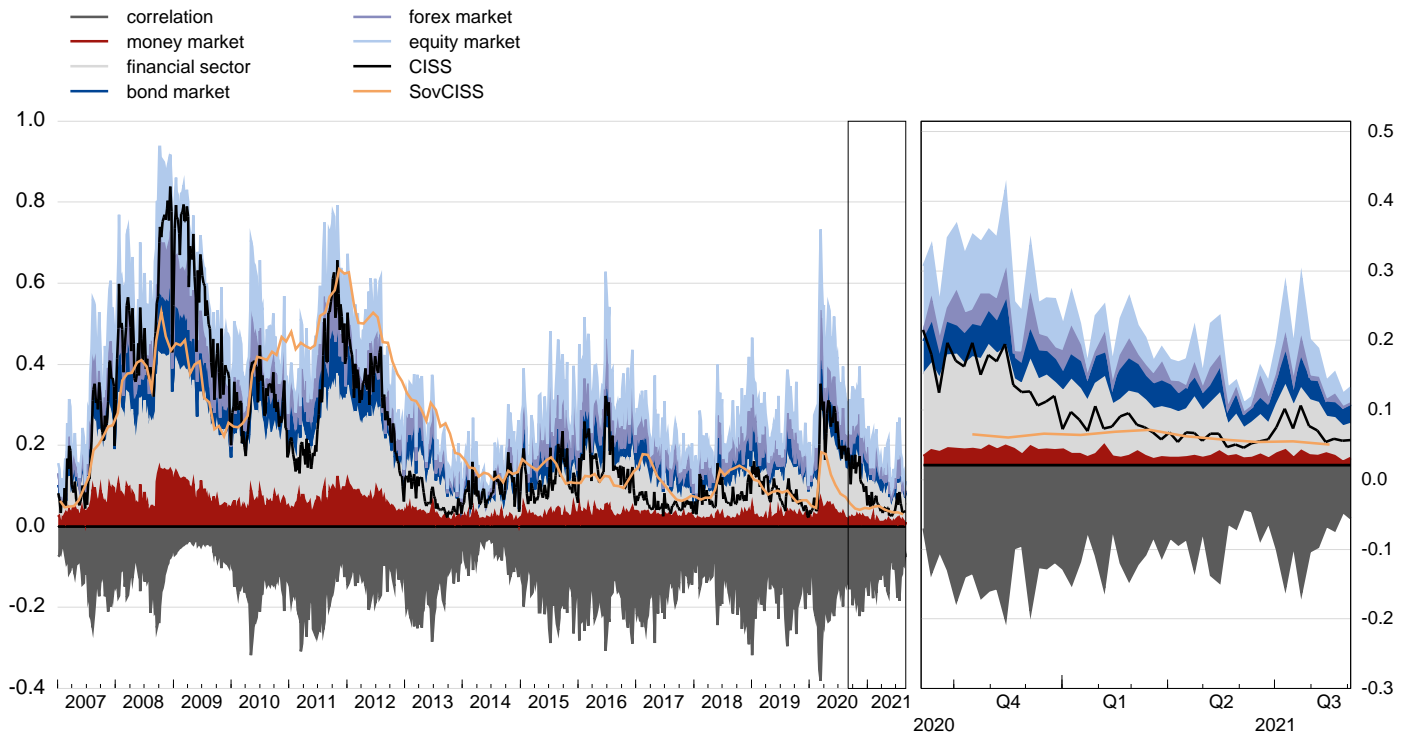 correlation
money market
financial sector
bond market
forex market
equity market
CISS
SovCISS
1.0
0.8
0.6
0.4
0.2
0.0
-0.2
-0.4
2007 2008 2009 2010 2011 2012 2013 2014 2015 2016 2017 2018 2019 2020 2021
0.5
0.4
0.3
0.2
0.1
0.0
-0.1
-0.2
-0.3
Q4 Q1 Q2 Q3
2020 2021